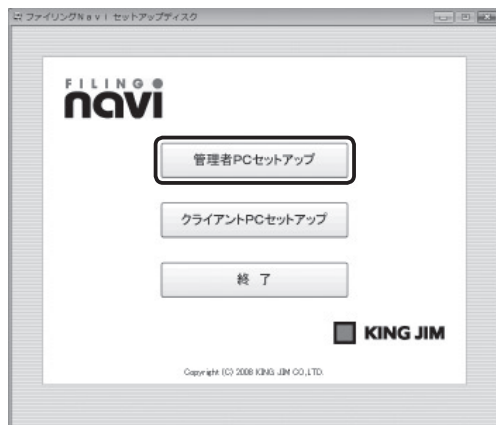 ファイリングNavi セットアップディスク
FILING
navi
管理者PCセットアップ
クライアントPCセットアップ
終 了
KING JIM
Copyright (C) 2008 KING JIM CO.,LTD.